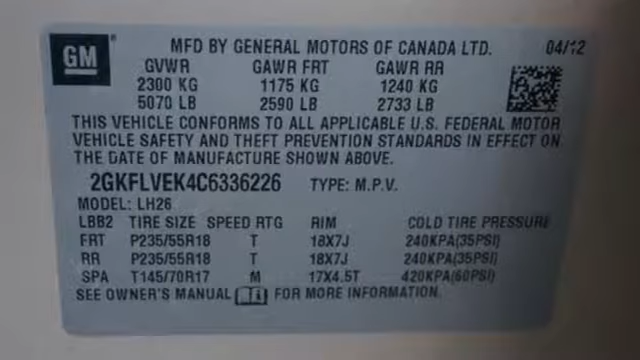 GM MFD BY GENERAL MOTORS OF CANADA LTD. 04/12
GVWR GAWR FRT GAWR RR
2300 KG 1175 KG 1240 KG
5070 LB 2590 LB 2733 LB
THIS VEHICLE CONFORMS TO ALL APPLICABLE U.S. FEDERAL MOTOR
VEHICLE SAFETY AND THEFT PREVENTION STANDARDS IN EFFECT ON
THE DATE OF MANUFACTURE SHOWN ABOVE.
2GKFLVEK4C6336226 TYPE: M.P.V.
MODEL: LH26
LBB2 TIRE SIZE SPEED RTG RIM COLD TIRE PRESSURE
FRT P235/55R18 T 18X7J 240KPA(35PSI)
RR P235/55R18 T 18X7J 240KPA(35PSI)
SPA T145/70R17 M 17X4.5T 420KPA(60PSI)
SEE OWNER'S MANUAL FOR MORE INFORMATION.